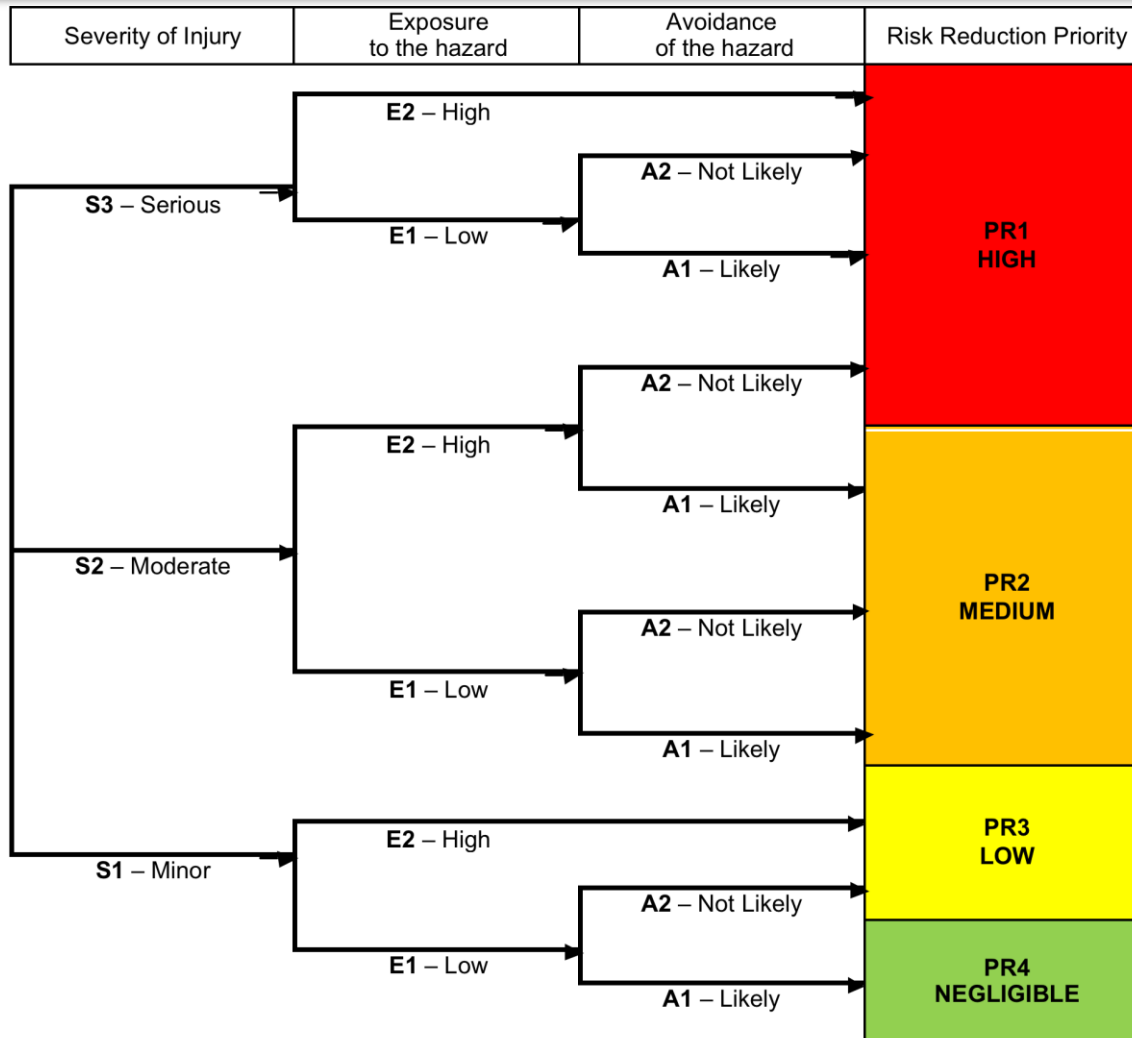 Severity of Injury
Exposure
to the hazard
Avoidance
of the hazard
Risk Reduction Priority
E2 – High
A2 – Not Likely
S3 – Serious
E1 – Low
A1 – Likely
PR1
HIGH
A2 – Not Likely
E2 – High
A1 – Likely
S2 – Moderate
A2 – Not Likely
E1 – Low
A1 – Likely
PR2
MEDIUM
E2 – High
S1 – Minor
A2 – Not Likely
E1 – Low
A1 – Likely
PR3
LOW
PR4
NEGLIGIBLE